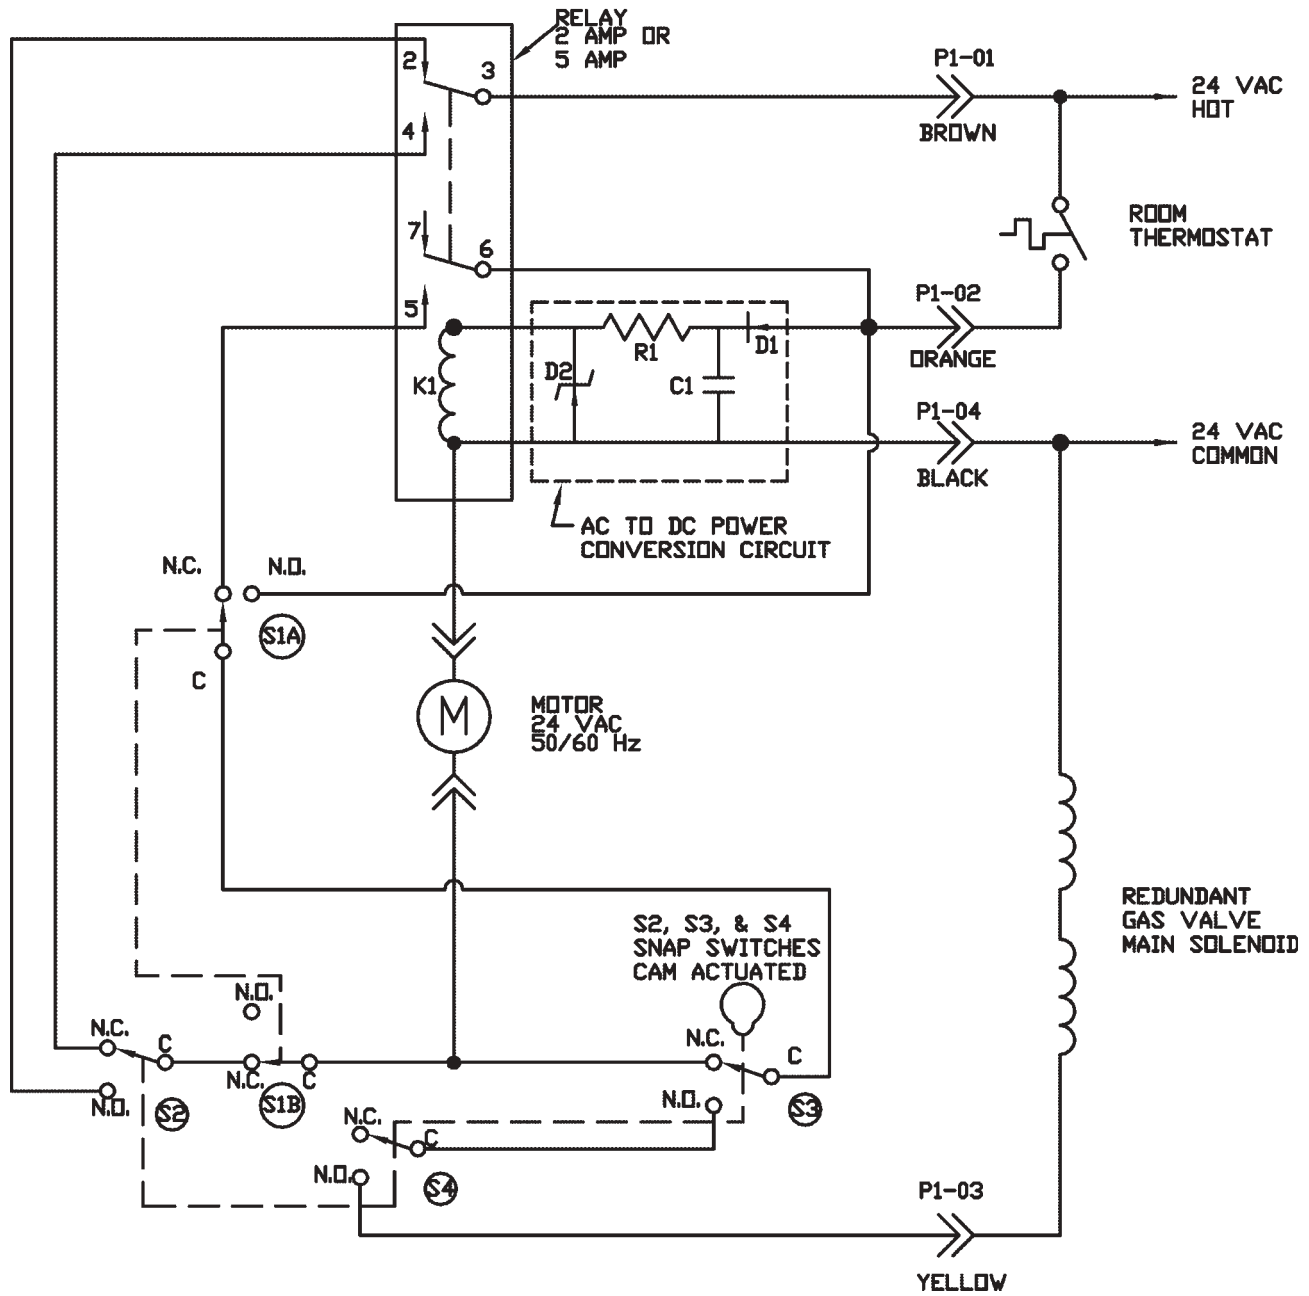 RELAY
2 AMP OR
5 AMP
P1-01
2
3
24 VAC
HOT
BROWN
4
ROOM
THERMOSTAT
7
6
P1-02
5
R1
D1
ORANGE
K1
D2
C1
P1-04
24 VAC
COMMON
BLACK
AC TO DC POWER
CONVERSION CIRCUIT
N.C.
N.O.
S1A
C
M
MOTOR
24 VAC
50/60 Hz
REDUNDANT
GAS VALVE
MAIN SOLENOID
S2, S3, & S4
SNAP SWITCHES
CAM ACTUATED
N.O.
N.C.
C
N.C.
C
N.C.
C
N.O.
S2
S1B
N.O.
S3
N.C.
C
N.O.
S4
P1-03
YELLOW